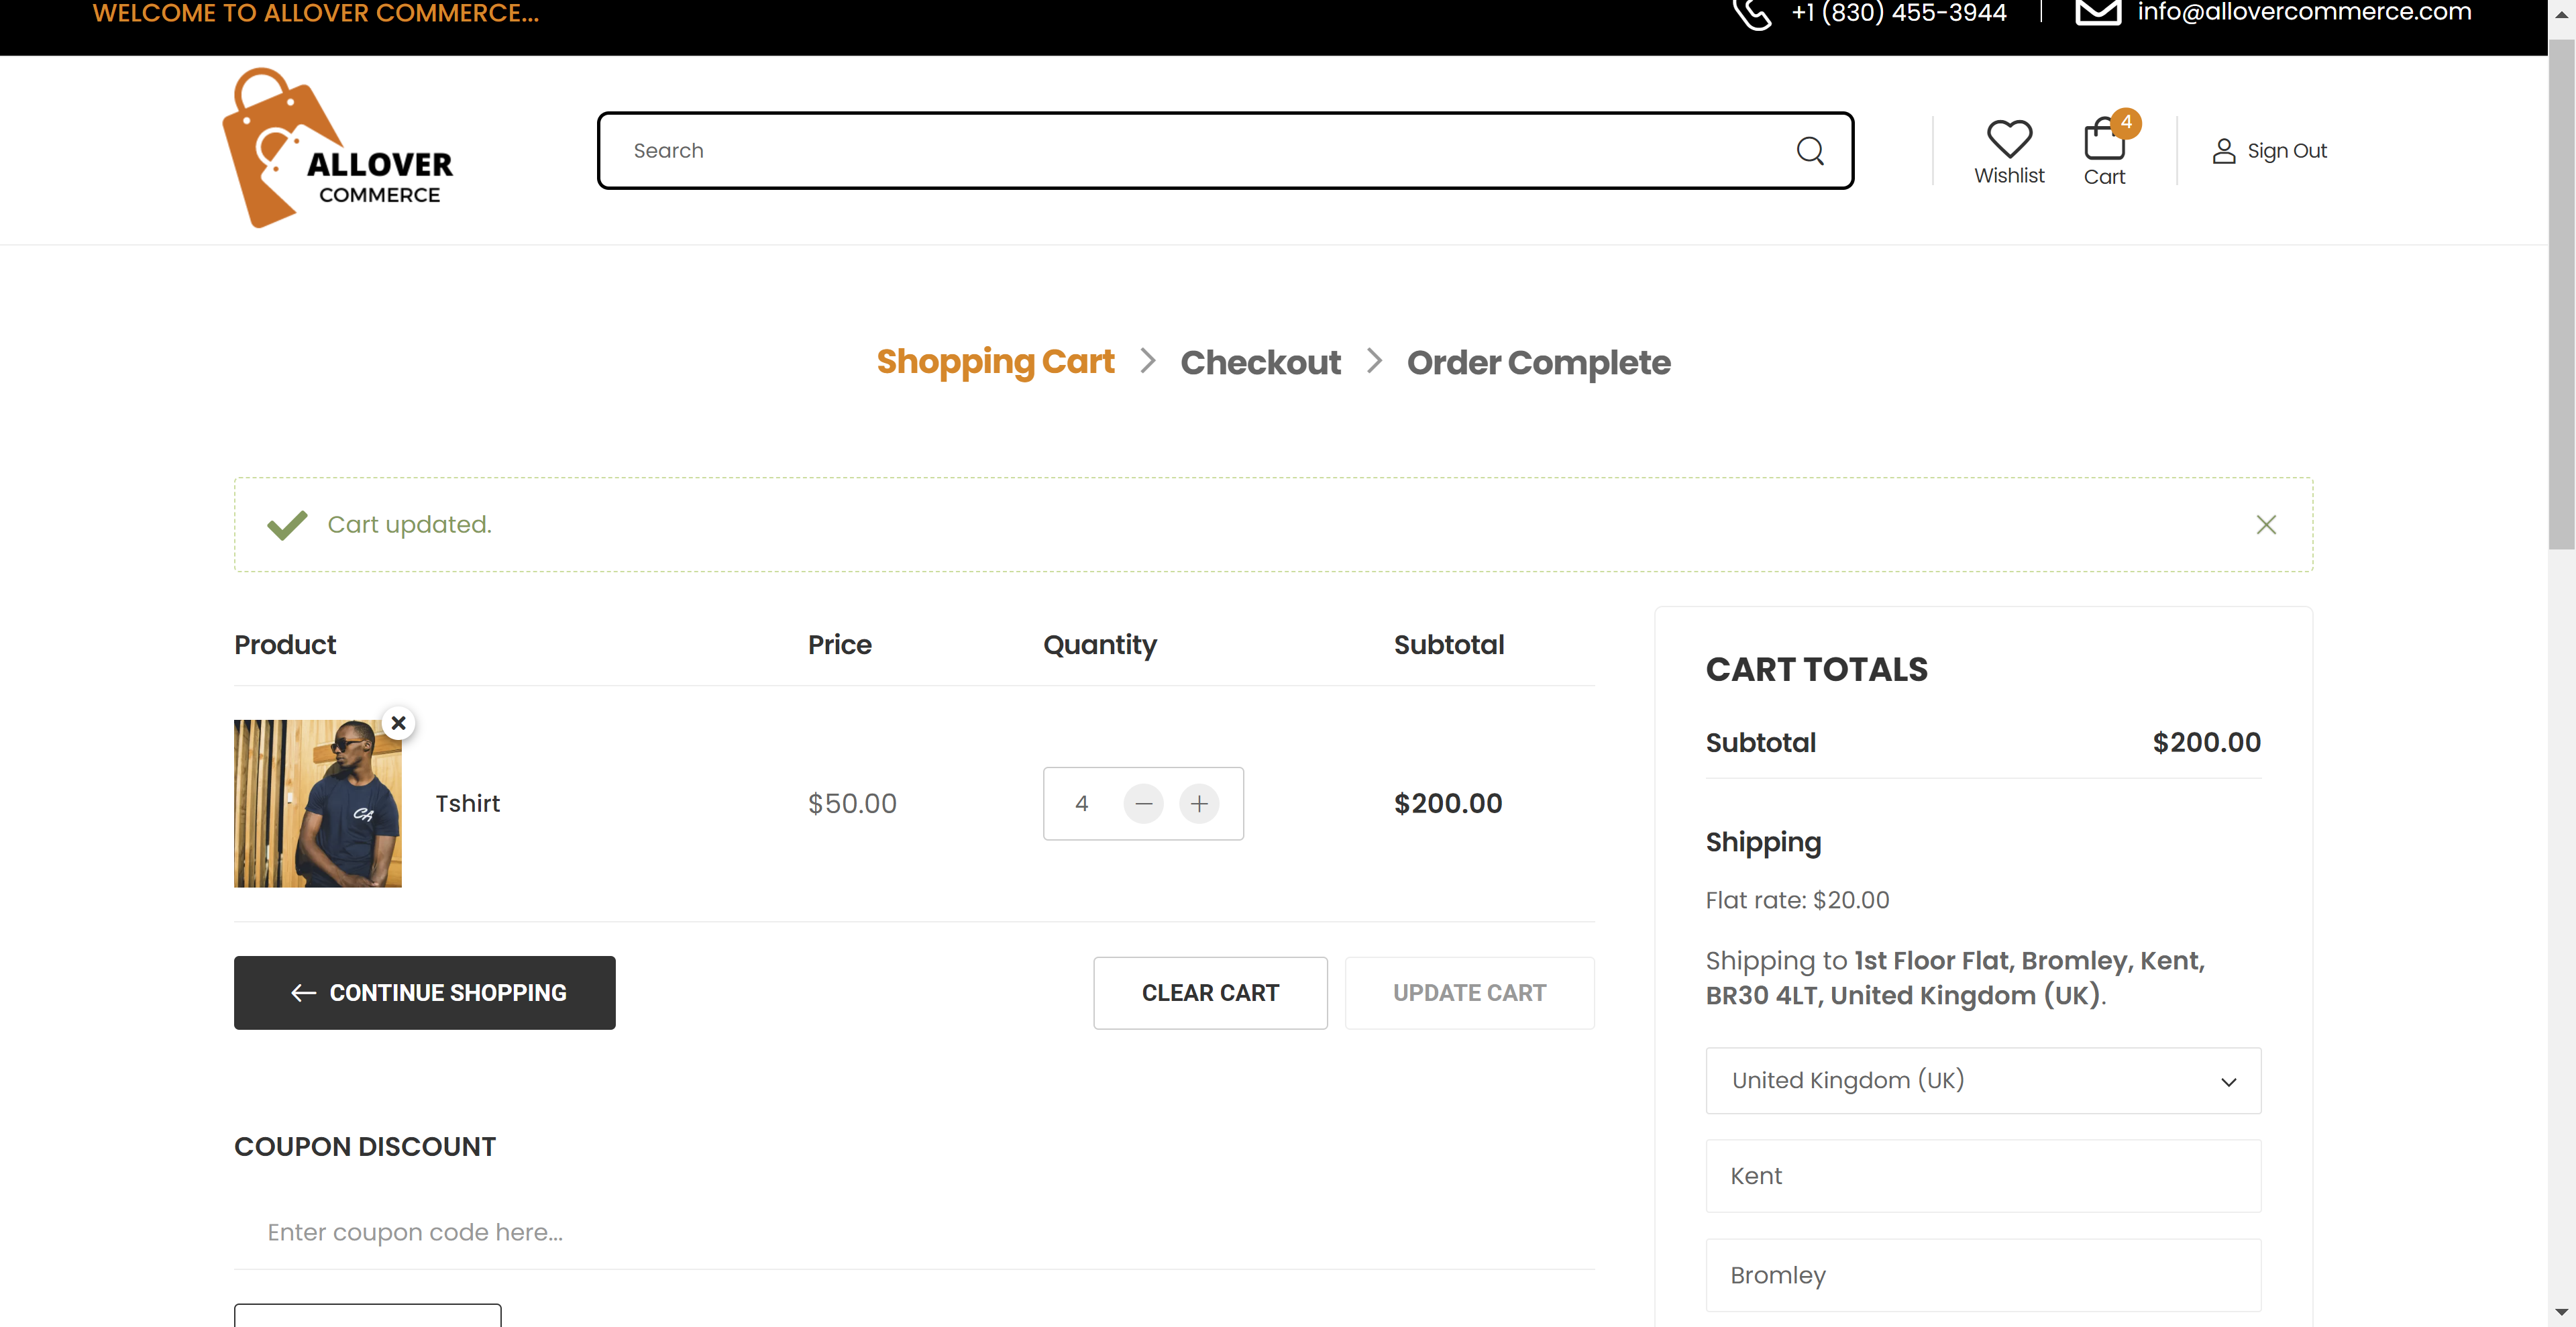 WELCOME TO ALLOVER COMMERCE...
+1 (830) 455-3944
info@allovercommerce.com
ALLOVER
COMMERCE
Search
Wishlist
4
Cart
Sign Out
Shopping Cart
Checkout
Order Complete
Cart updated.
Product
Price
Quantity
Subtotal
Tshirt
$50.00
4
$200.00
CONTINUE SHOPPING
CLEAR CART
UPDATE CART
COUPON DISCOUNT
Enter coupon code here...
CART TOTALS
Subtotal
$200.00
Shipping
Flat rate: $20.00
Shipping to 1st Floor Flat, Bromley, Kent,
BR30 4LT, United Kingdom (UK).
United Kingdom (UK)
Kent
Bromley